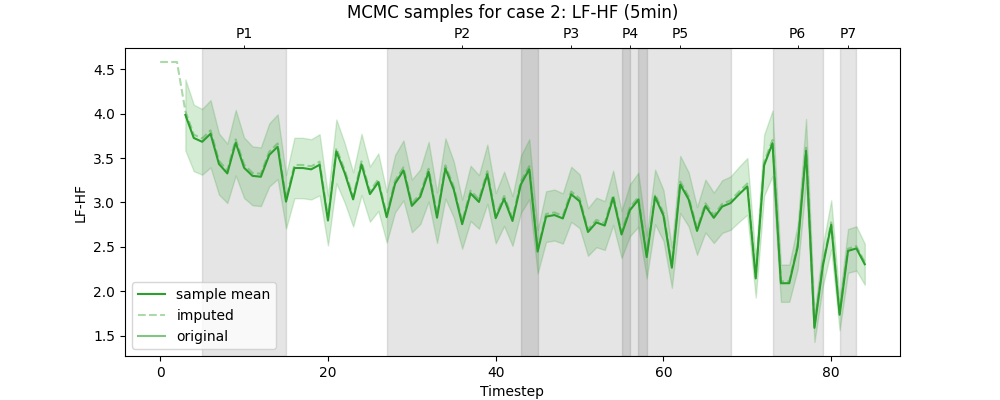 MCMC samples for case 2: LF-HF (5min)
P1 P2 P3 P4 P5 P6 P7
4.5
4.0
3.5
3.0
2.5
2.0
1.5
LF-HF
sample mean
imputed
original
0 20 40 60 80
Timestep